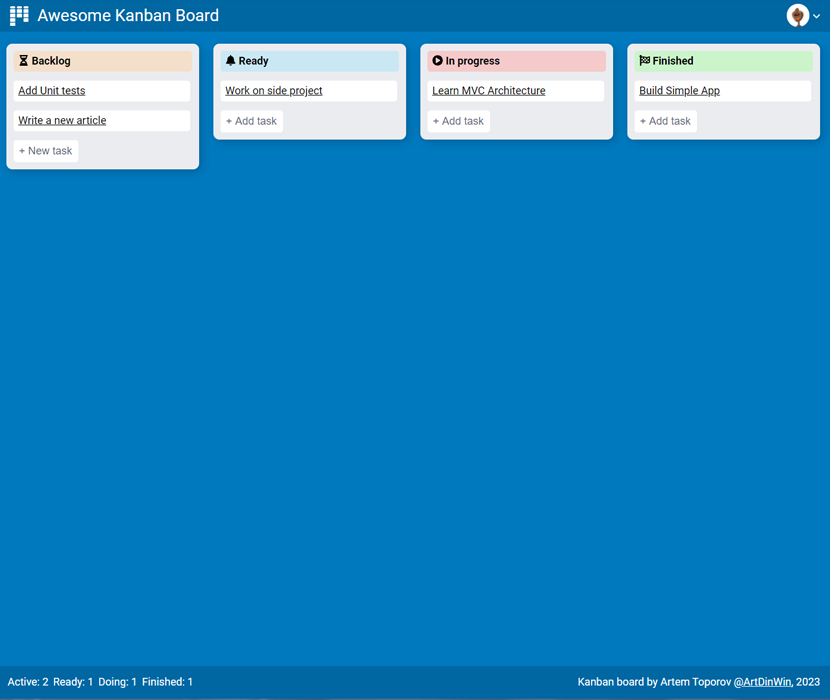 Awesome Kanban Board
Backlog
Add Unit tests
Write a new article
+ New task
Ready
Work on side project
+ Add task
In progress
Learn MVC Architecture
+ Add task
Finished
Build Simple App
+ Add task
Active: 2 Ready: 1 Doing: 1 Finished: 1
Kanban board by Artem Toporov @ArtDinWin, 2023